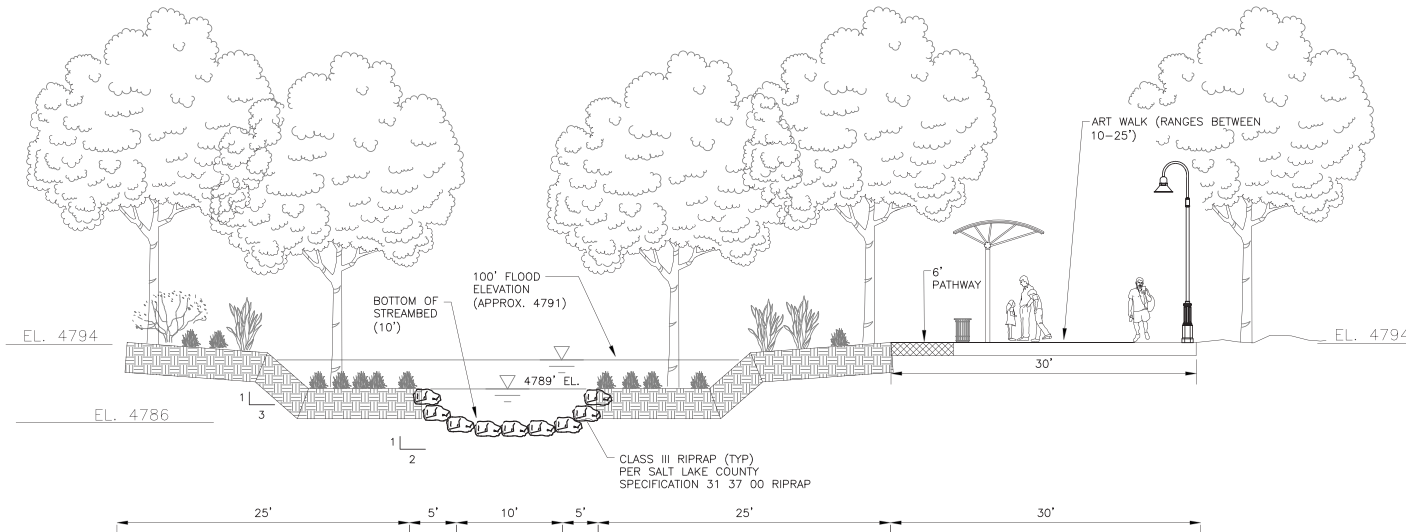 ART WALK (RANGES BETWEEN
10-25')
100' FLOOD
ELEVATION
(APPROX. 4791)
6'
PATHWAY
BOTTOM OF
STREAMBED
(10')
EL. 4794
EL. 4794
30'
4789' EL.
1
3
EL. 4786
1
2
CLASS III RIPRAP (TYP)
PER SALT LAKE COUNTY
SPECIFICATION 31 37 00 RIPRAP
25' 5' 10' 5' 25' 30'